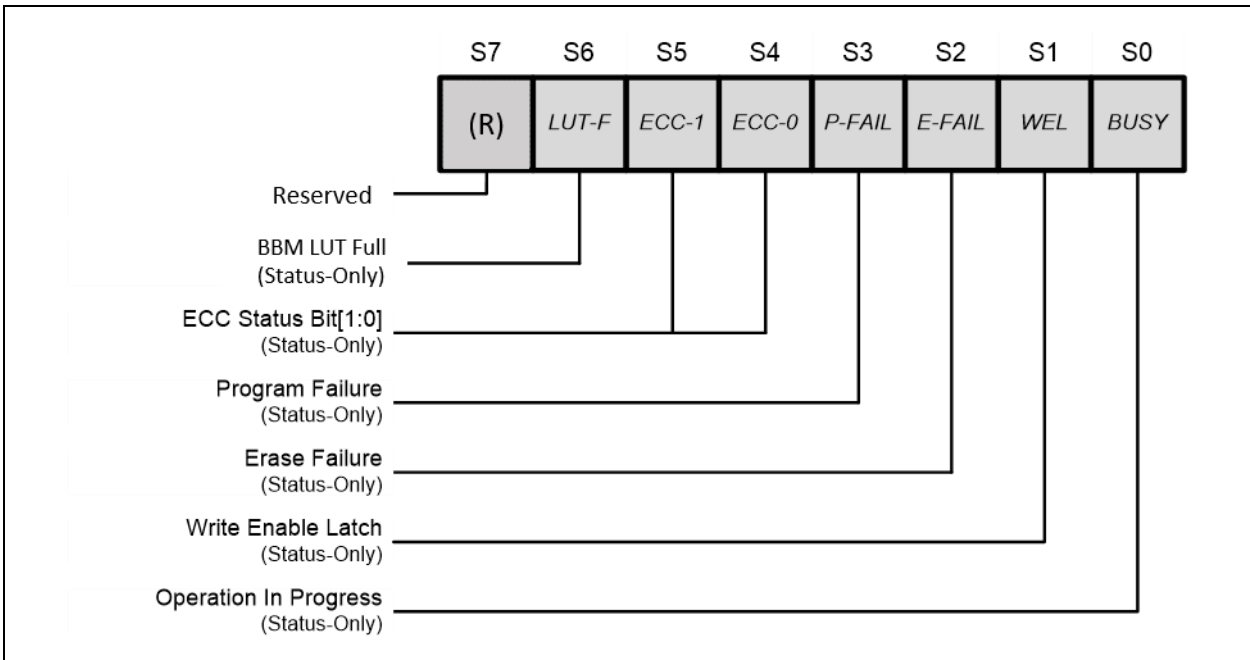 S7 S6 S5 S4 S3 S2 S1 S0
(R) LUT-F ECC-1 ECC-0 P-FAIL E-FAIL WEL BUSY
Reserved
BBM LUT Full
(Status-Only)
ECC Status Bit[1:0]
(Status-Only)
Program Failure
(Status-Only)
Erase Failure
(Status-Only)
Write Enable Latch
(Status-Only)
Operation In Progress
(Status-Only)